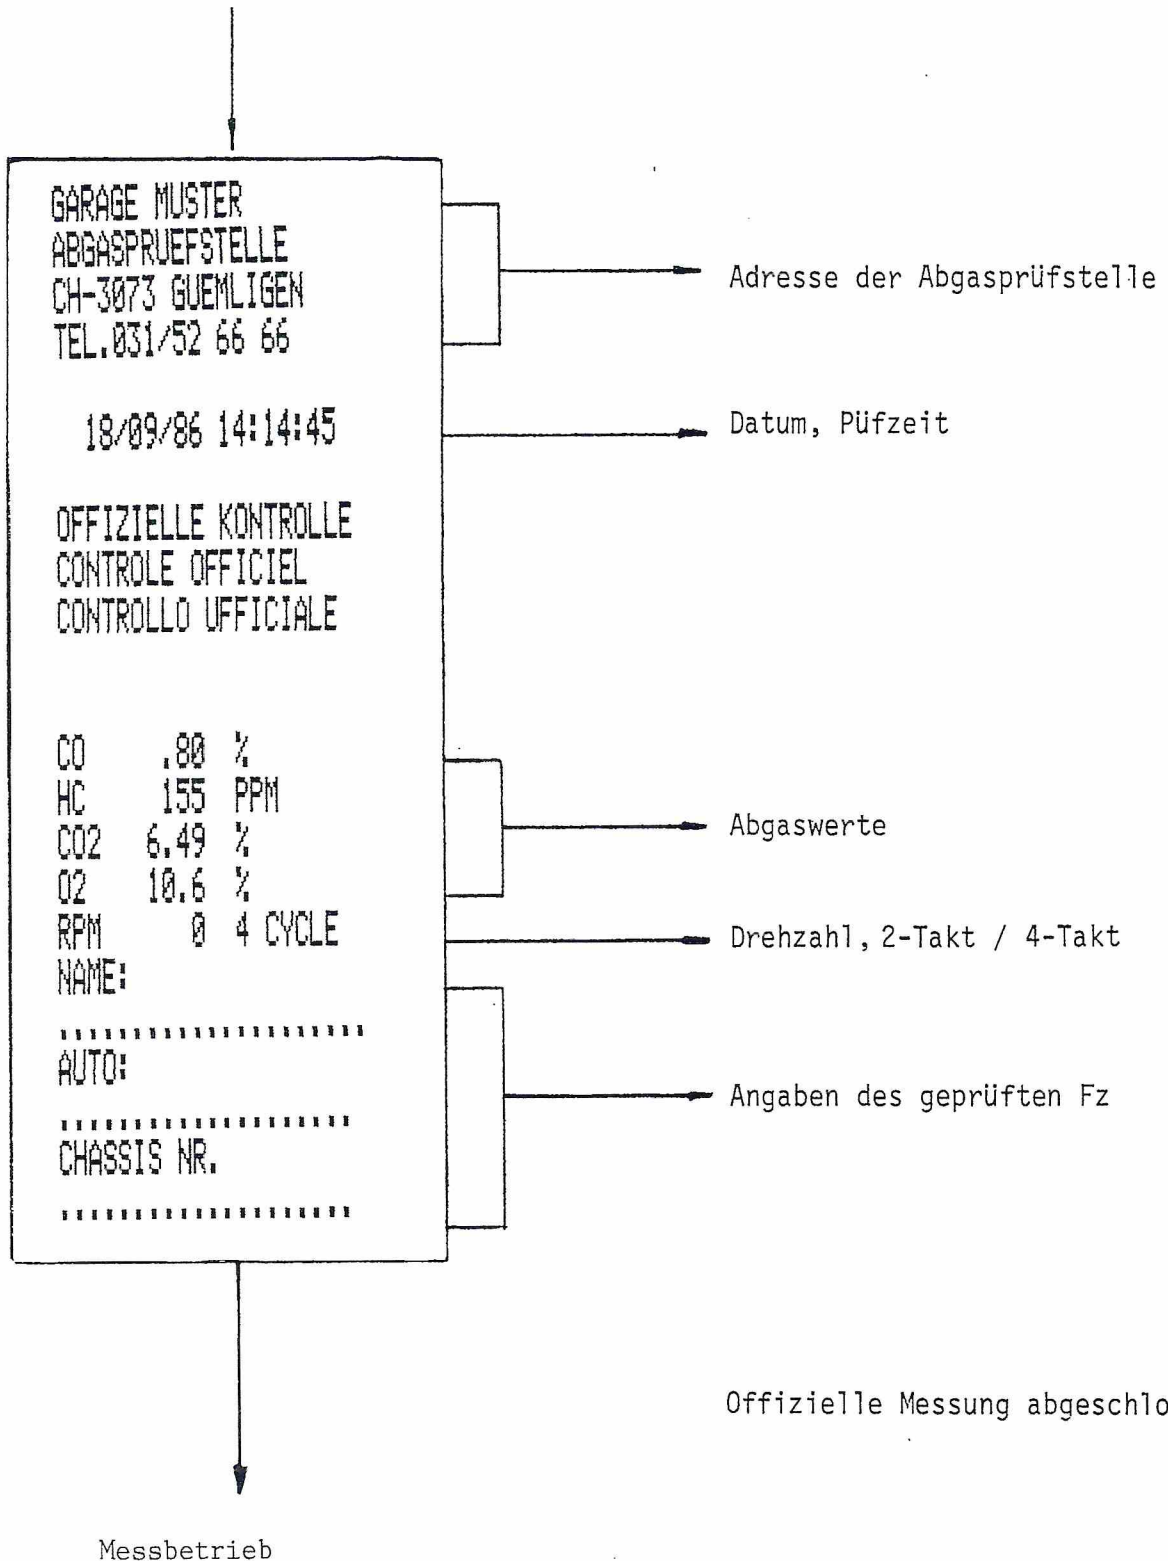 GARAGE MUSTER
ABGASPRUEFSTELLE
CH-3073 GUEMLIGEN
TEL.031/52 66 66
Adresse der Abgasprüfstelle
18/09/86 14:14:45
Datum, Püfzeit
OFFIZIELLE KONTROLLE
CONTROLE OFFICIEL
CONTROLLO UFFICIALE
CO .80 %
HC 155 PPM
CO2 6.49 %
O2 10.6 %
Abgaswerte
RPM 0 4 CYCLE
Drehzahl, 2-Takt / 4-Takt
NAME:
.....................
AUTO:
....................
CHASSIS NR.
....................
Angaben des geprüften Fz
Offizielle Messung abgeschlo
Messbetrieb